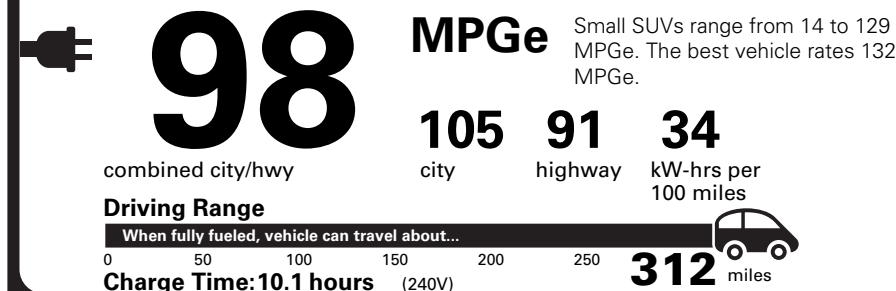 98
MPGe
Small SUVs range from 14 to 129
MPGe. The best vehicle rates 132
MPGe.
105 91 34
combined city/hwy
city
highway
kW-hrs per
100 miles
Driving Range
When fully fueled, vehicle can travel about...
0 50 100 150 200 250 312 miles
Charge Time: 10.1 hours (240V)